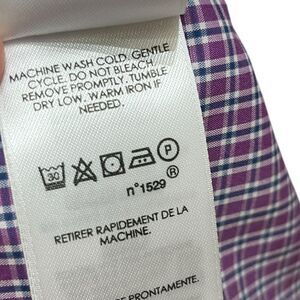 MACHINE WASH COLD. GENTLE
CYCLE. DO NOT BLEACH.
REMOVE PROMPTLY. TUMBLE
DRY LOW. WARM IRON IF
NEEDED.
30 P
n°1529 ®
RETIRER RAPIDEMENT DE LA
MACHINE.
PRONTAMENTE.